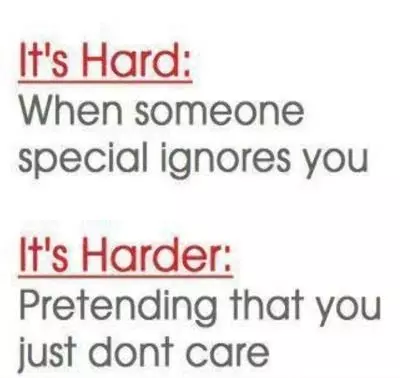 It's Hard:
When someone
special ignores you
It's Harder:
Pretending that you
just dont care